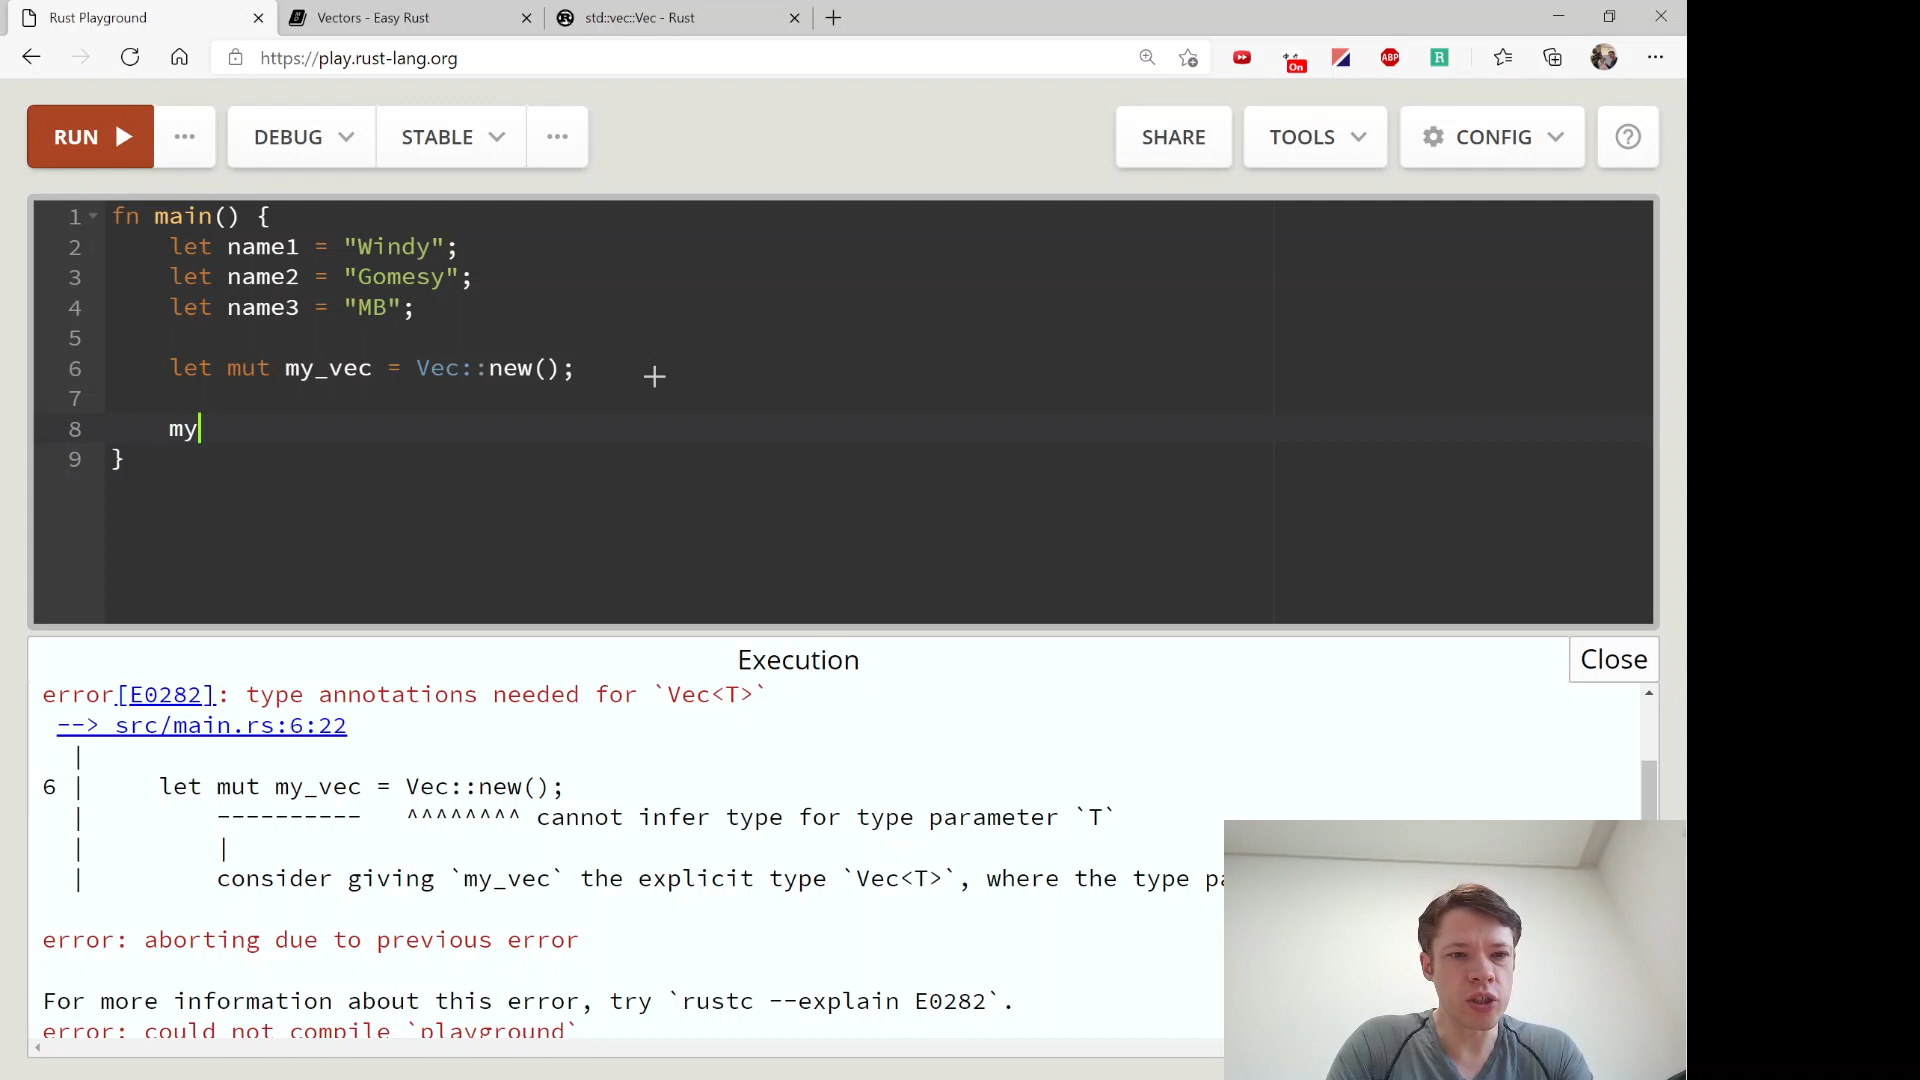 Rust Playground
Vectors - Easy Rust
std::vec::Vec - Rust
https://play.rust-lang.org
On
ABP
R
RUN
DEBUG
STABLE
SHARE
TOOLS
CONFIG
1 fn main() {
2 let name1 = "Windy";
3 let name2 = "Gomesy";
4 let name3 = "MB";
5
6 let mut my_vec = Vec::new();
7
8 my
9 }
Execution
Close
error[E0282]: type annotations needed for `Vec<T>`
--> src/main.rs:6:22
|
6 | let mut my_vec = Vec::new();
| ---------- ^^^^^^^^ cannot infer type for type parameter `T`
| |
| consider giving `my_vec` the explicit type `Vec<T>`, where the type pa
error: aborting due to previous error
For more information about this error, try `rustc --explain E0282`.
error: could not compile `playground`